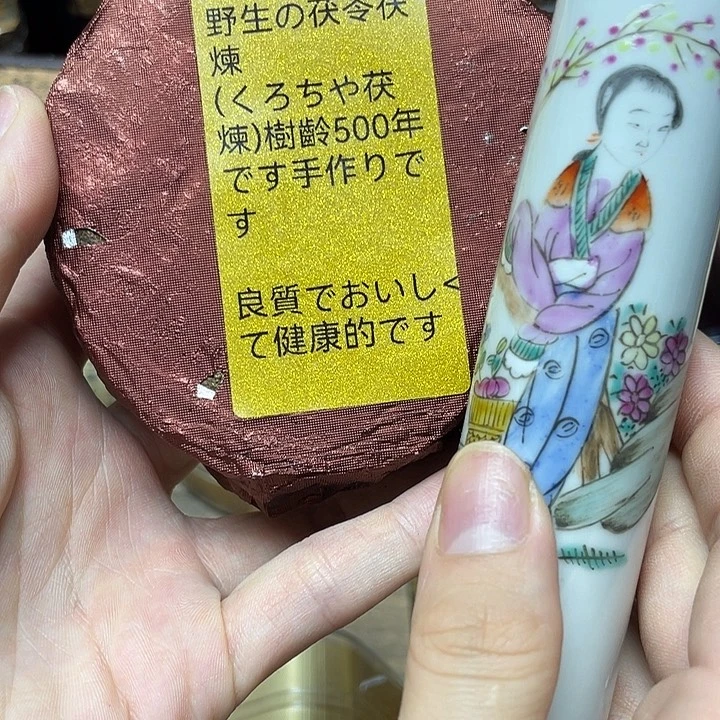 野生の茯苓茯
煉
(くろちや茯
煉)樹齢500年
です手作りで
す
良質でおいしく
て健康的です